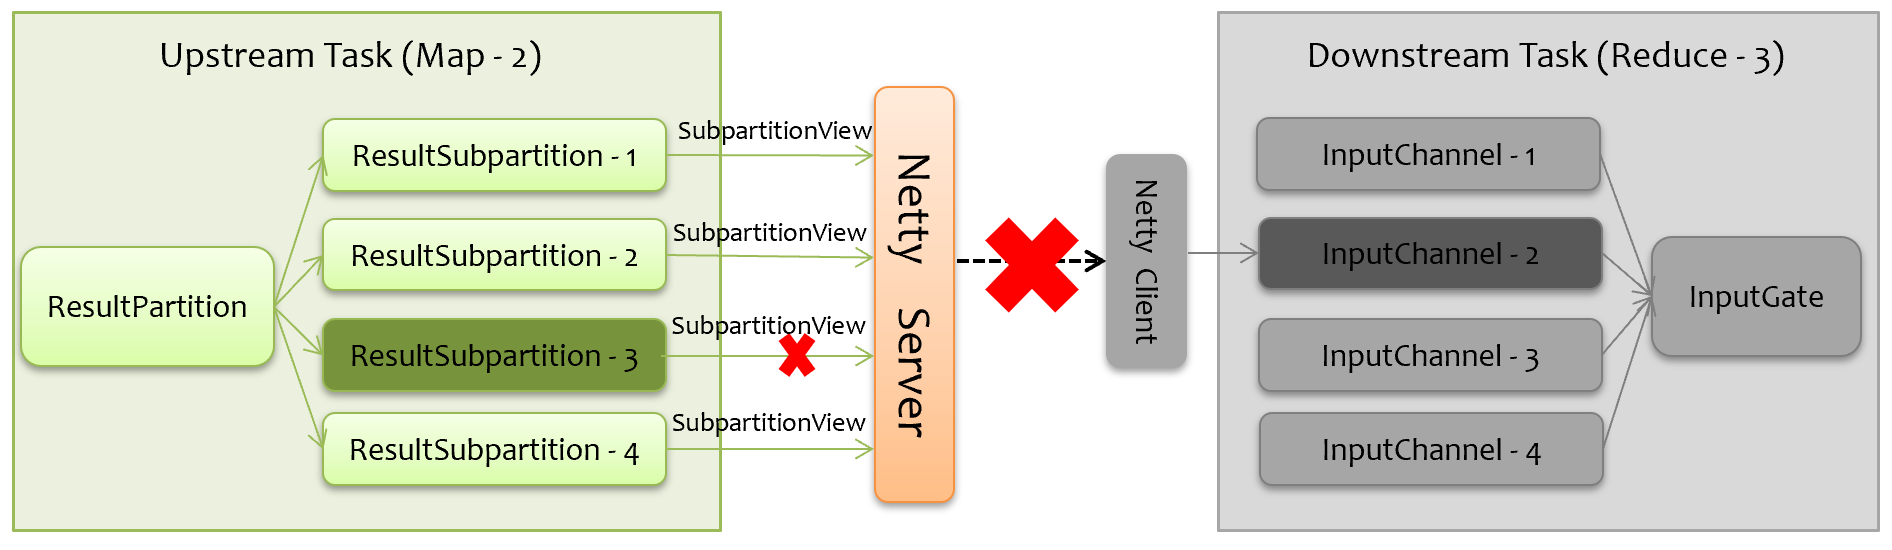 Upstream Task (Map - 2)
ResultPartition
ResultSubpartition - 1
ResultSubpartition - 2
ResultSubpartition - 3
ResultSubpartition - 4
SubpartitionView
SubpartitionView
SubpartitionView
SubpartitionView
Netty Server
Netty Client
Downstream Task (Reduce - 3)
InputChannel - 1
InputChannel - 2
InputChannel - 3
InputChannel - 4
InputGate